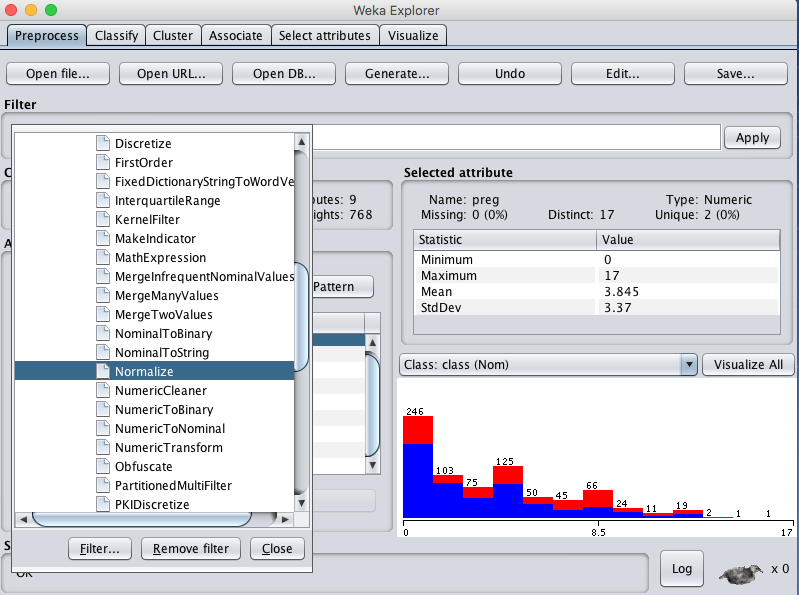 Weka Explorer
Preprocess Classify Cluster Associate Select attributes Visualize
Open file... Open URL... Open DB... Generate... Undo Edit... Save...
Filter
Apply
Discretize
FirstOrder
FixedDictionaryStringToWordVe
InterquartileRange
KernelFilter
MakeIndicator
MathExpression
MergeInfrequentNominalValues
MergeManyValues
MergeTwoValues
NominalToBinary
NominalToString
Normalize
NumericCleaner
NumericToBinary
NumericToNominal
NumericTransform
Obfuscate
PartitionedMultiFilter
PKIDiscretize
Filter... Remove filter Close
butes: 9
ights: 768
Pattern
Selected attribute
Name: preg Type: Numeric
Missing: 0 (0%) Distinct: 17 Unique: 2 (0%)
Statistic Value
Minimum 0
Maximum 17
Mean 3.845
StdDev 3.37
Class: class (Nom) Visualize All
246 103 75 125 50 45 66 24 11 19 2 1 1
0 8.5 17
OK
Log x 0